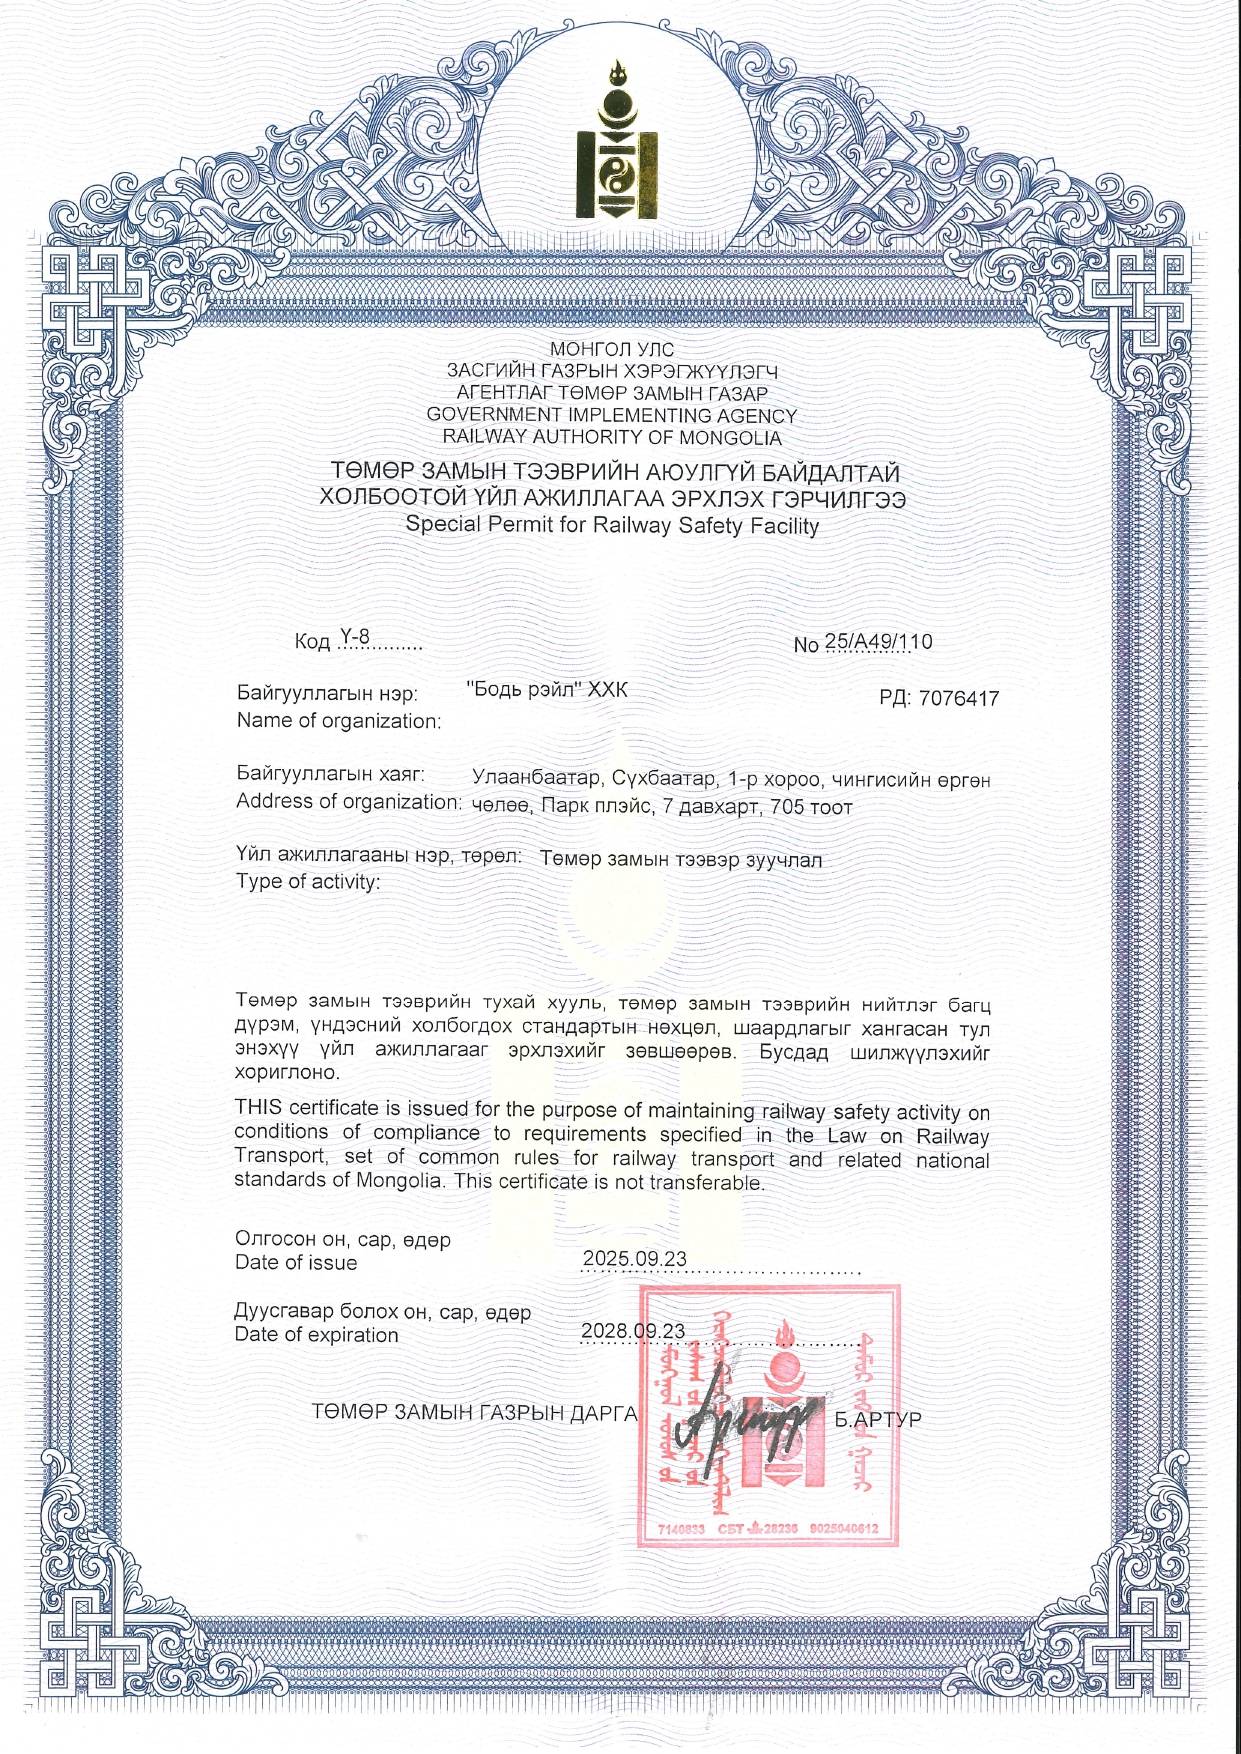 МОНГОЛ УЛС
ЗАСГИЙН ГАЗРЫН ХЭРЭГЖҮҮЛЭГЧ
АГЕНТЛАГ ТӨМӨР ЗАМЫН ГАЗАР
GOVERNMENT IMPLEMENTING AGENCY
RAILWAY AUTHORITY OF MONGOLIA
ТӨМӨР ЗАМЫН ТЭЭВРИЙН АЮУЛГҮЙ БАЙДАЛТАЙ
ХОЛБООТОЙ ҮЙЛ АЖИЛЛАГАА ЭРХЛЭХ ГЭРЧИЛГЭЭ
Special Permit for Railway Safety Facility
Код Ү-8 No 25/А49/110
Байгууллагын нэр: "Бодь рэйл" ХХК РД: 7076417
Name of organization:
Байгууллагын хаяг: Улаанбаатар, Сүхбаатар, 1-р хороо, чингисийн өргөн
Address of organization: чөлөө, Парк плэйс, 7 давхарт, 705 тоот
Үйл ажиллагааны нэр, төрөл: Төмөр замын тээвэр зуучлал
Type of activity:
Төмөр замын тээврийн тухай хууль, төмөр замын тээврийн нийтлэг багц
дүрэм, үндэсний холбогдох стандартын нөхцөл, шаардлагыг хангасан тул
энэхүү үйл ажиллагааг эрхлэхийг зөвшөөрөв. Бусдад шилжүүлэхийг
хориглоно.
THIS certificate is issued for the purpose of maintaining railway safety activity on
conditions of compliance to requirements specified in the Law on Railway
Transport, set of common rules for railway transport and related national
standards of Mongolia. This certificate is not transferable.
Олгосон он, сар, өдөр
Date of issue 2025.09.23
Дуусгавар болох он, сар, өдөр
Date of expiration 2028.09.23
ТӨМӨР ЗАМЫН ГАЗРЫН ДАРГА Б.АРТУР
7140833 СБТ 28236 9025040612